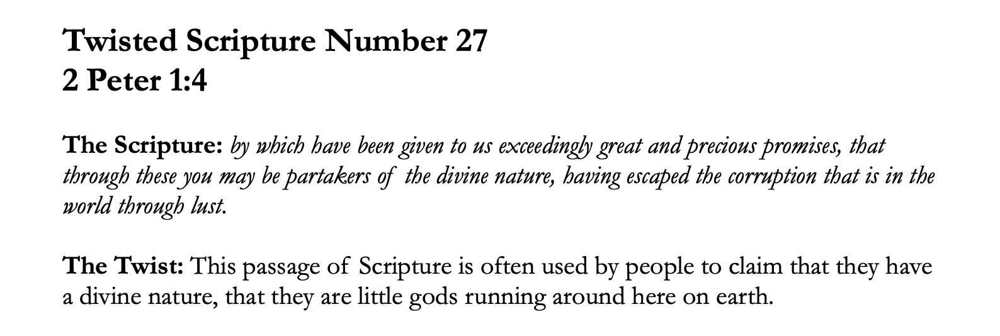 Twisted Scripture Number 27
2 Peter 1:4
The Scripture: by which have been given to us exceedingly great and precious promises, that
through these you may be partakers of the divine nature, having escaped the corruption that is in the
world through lust.
The Twist: This passage of Scripture is often used by people to claim that they have
a divine nature, that they are little gods running around here on earth.